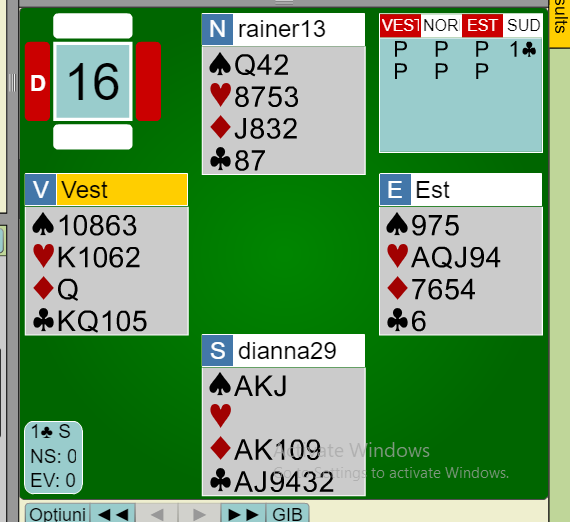 sults
N rainer13
♠Q42
♥8753
♦J832
♣87
VEST NOR EST SUD
P P P 1♣
P P P
D 16
V Vest
♠10863
♥K1062
♦Q
♣KQ105
E Est
♠975
♥AQJ94
♦7654
♣6
S dianna29
♠AKJ
♥
♦AK109
♣AJ9432
1♣ S
NS: 0
EV: 0
Activate Windows
Go to Settings to activate Windows.
Optiuni ◄◄ ◄ ► ►► GIB